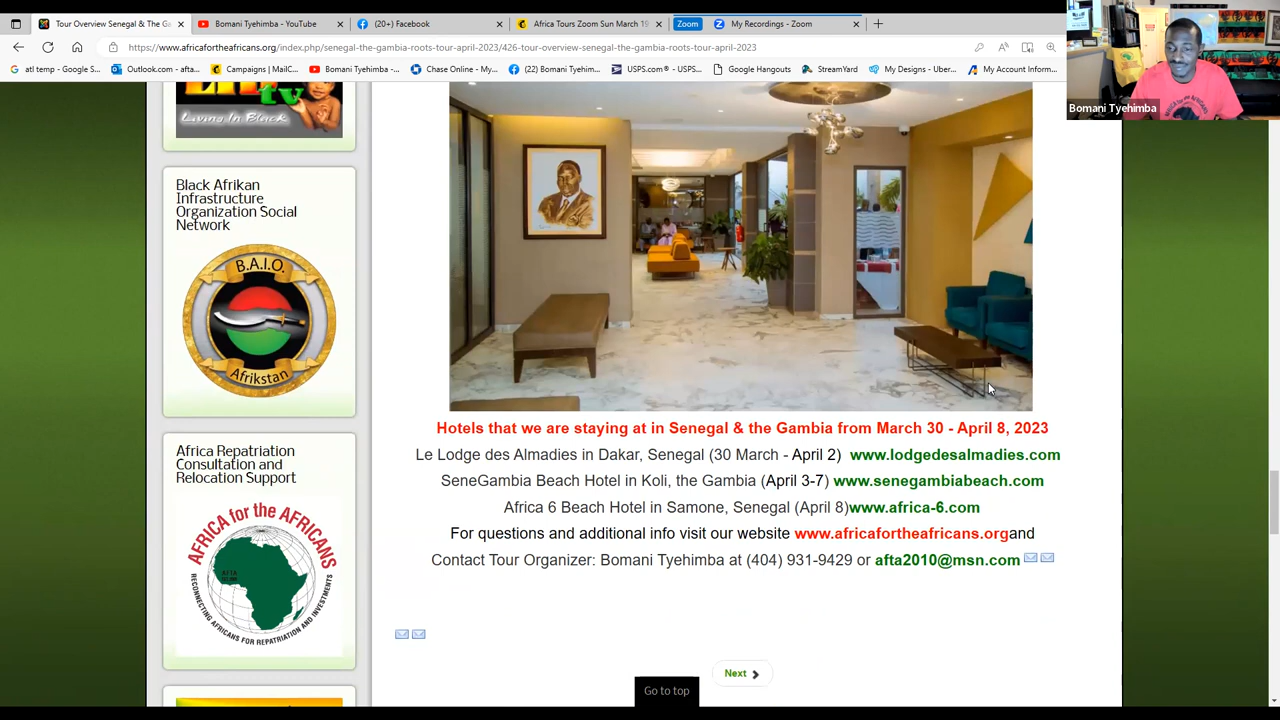 Tour Overview Senegal & The Ga
Bomani Tyehimba - YouTube
(20+) Facebook
Africa Tours Zoom Sun March 19
Zoom
My Recordings - Zoom
https://www.africafortheafricans.org/index.php/senegal-the-gambia-roots-tour-april-2023/426-tour-overview-senegal-the-gambia-roots-tour-april-2023
atl temp - Google S...
Outlook.com - afta...
Campaigns | MailC...
Bomani Tyehimba -...
Chase Online - My...
(22) Bomani Tyehim...
USPS.com® - USPS...
Google Hangouts
StreamYard
My Designs - Uber...
My Account Inform...
Bomani Tyehimba
Living In Black
Black Afrikan
Infrastructure
Organization Social
Network
B.A.I.O.
Afrikstan
Africa Repatriation
Consultation and
Relocation Support
AFRICA for the AFRICANS
RECONNECTING AFRICANS FOR REPATRIATION AND INVESTMENTS
Hotels that we are staying at in Senegal & the Gambia from March 30 - April 8, 2023
Le Lodge des Almadies in Dakar, Senegal (30 March - April 2) www.lodgedesalmadies.com
SeneGambia Beach Hotel in Koli, the Gambia (April 3-7) www.senegambiabeach.com
Africa 6 Beach Hotel in Samone, Senegal (April 8)www.africa-6.com
For questions and additional info visit our website www.africafortheafricans.organd
Contact Tour Organizer: Bomani Tyehimba at (404) 931-9429 or afta2010@msn.com
Next
Go to top